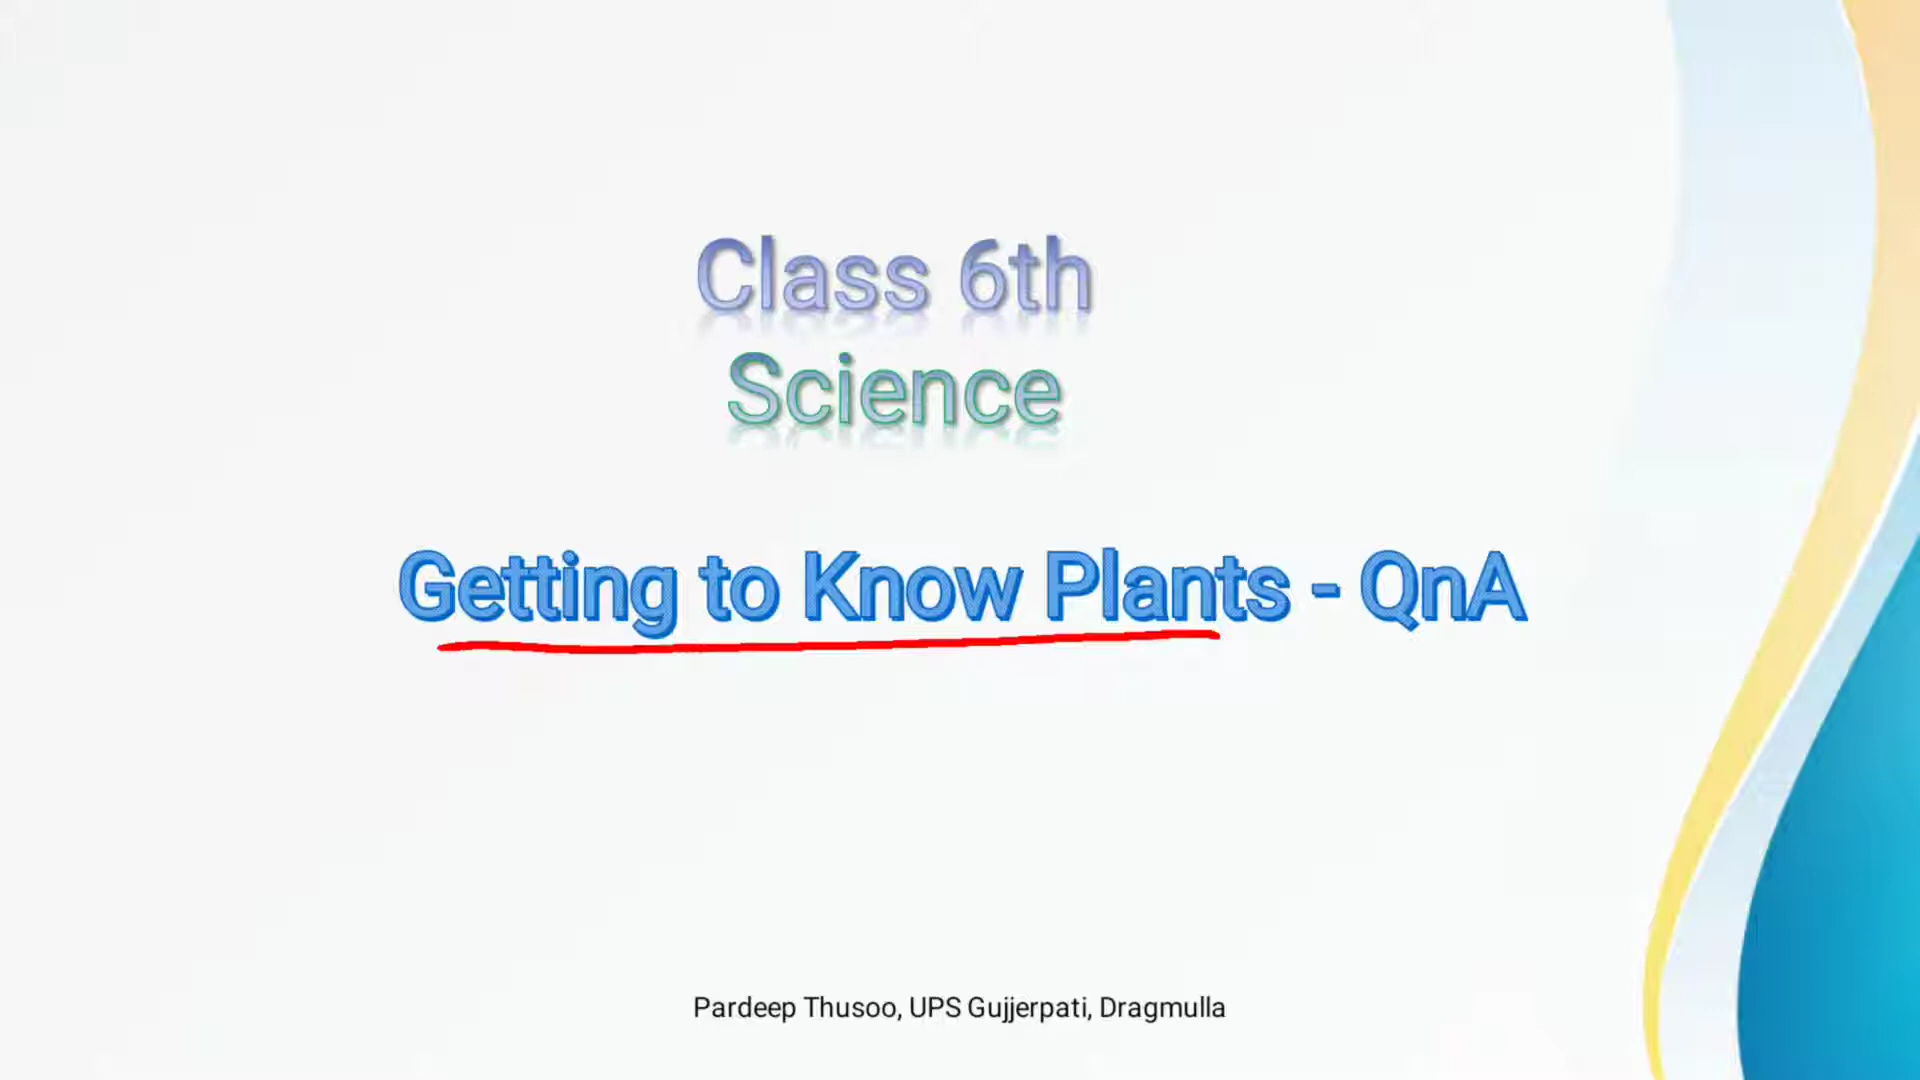 Class 6th
Science
Getting to Know Plants - QnA
Pardeep Thusoo, UPS Gujjerpati, Dragmulla